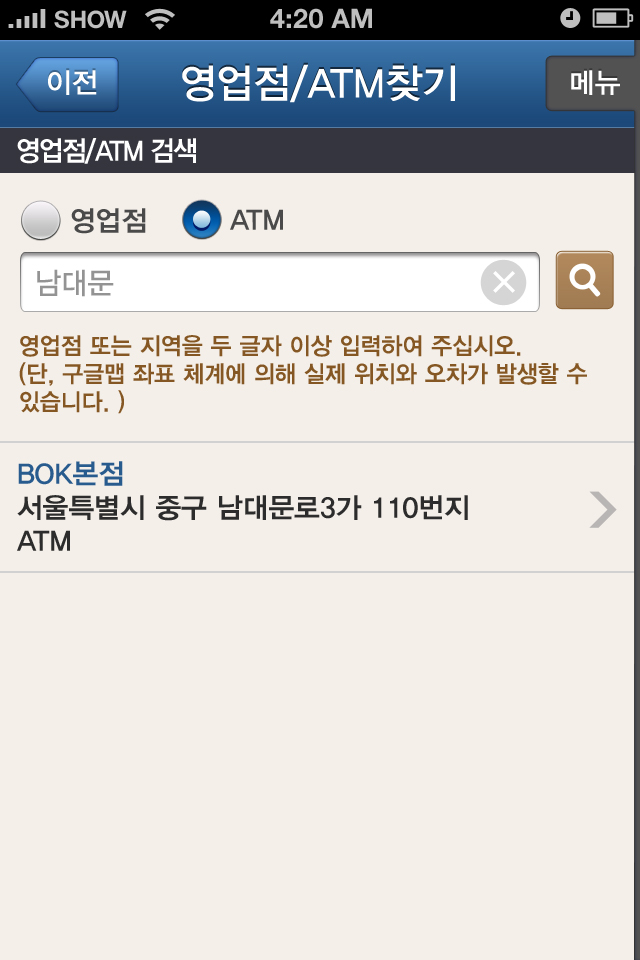 SHOW 4:20 AM
이전 영업점/ATM찾기 메뉴
영업점/ATM 검색
영업점 ATM
남대문
영업점 또는 지역을 두 글자 이상 입력하여 주십시오.
(단, 구글맵 좌표 체계에 의해 실제 위치와 오차가 발생할 수
있습니다. )
BOK본점
서울특별시 중구 남대문로3가 110번지
ATM